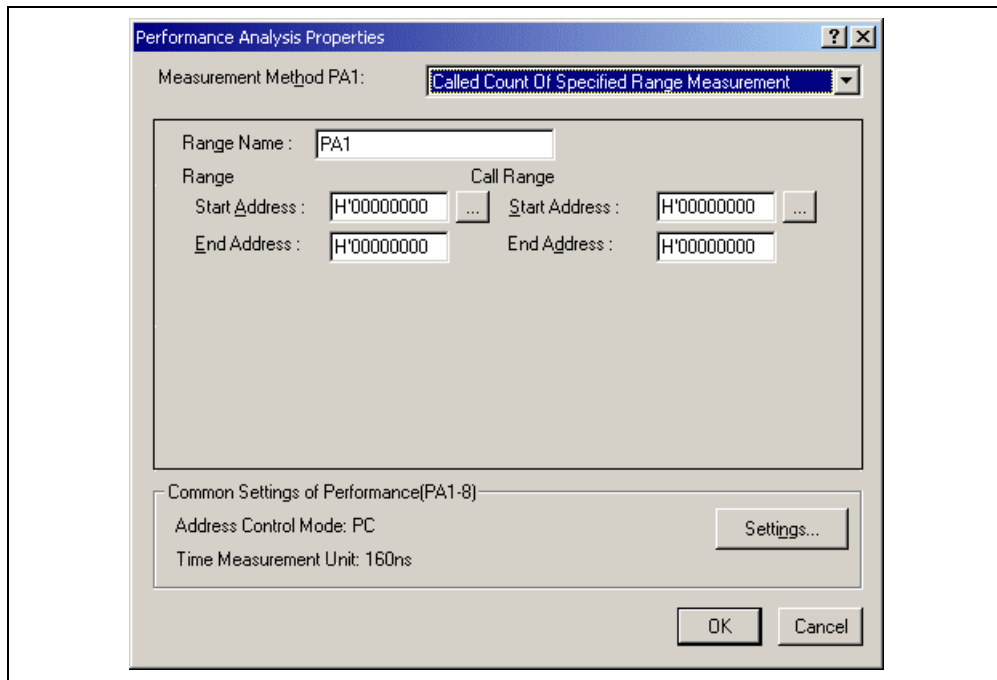 Performance Analysis Properties
Measurement Method PA1: Called Count Of Specified Range Measurement
Range Name : PA1
Range Call Range
Start Address : H'00000000 ... Start Address : H'00000000 ...
End Address : H'00000000 End Address : H'00000000
Common Settings of Performance(PA1-8)
Address Control Mode: PC
Settings...
Time Measurement Unit: 160ns
OK Cancel